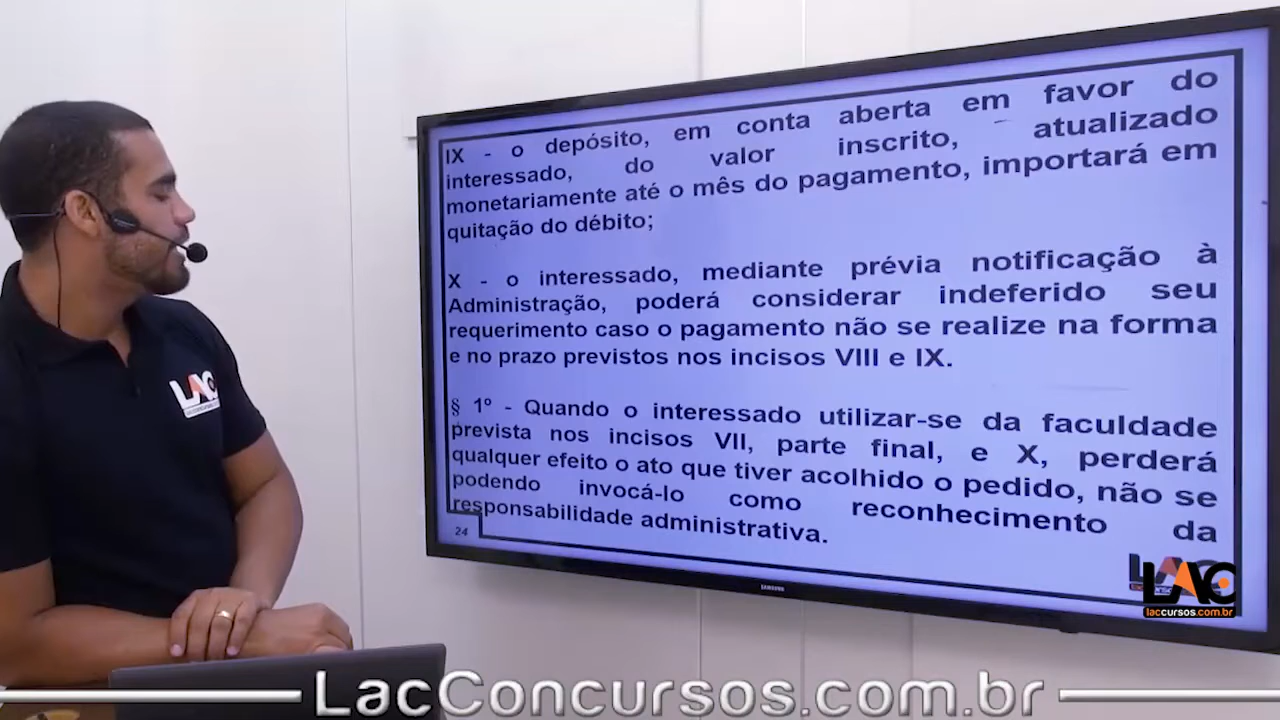 IX - o depósito, em conta aberta em favor do
interessado, do valor inscrito, atualizado
monetariamente até o mês do pagamento, importará em
quitação do débito;
X - o interessado, mediante prévia notificação à
Administração, poderá considerar indeferido seu
requerimento caso o pagamento não se realize na forma
e no prazo previstos nos incisos VIII e IX.
§ 1º - Quando o interessado utilizar-se da faculdade
prevista nos incisos VII, parte final, e X, perderá
qualquer efeito o ato que tiver acolhido o pedido, não se
podendo invocá-lo como reconhecimento da
responsabilidade administrativa.
24
LAC
SAMSUNG
LAC
laccursos.com.br
LacConcursos.com.br